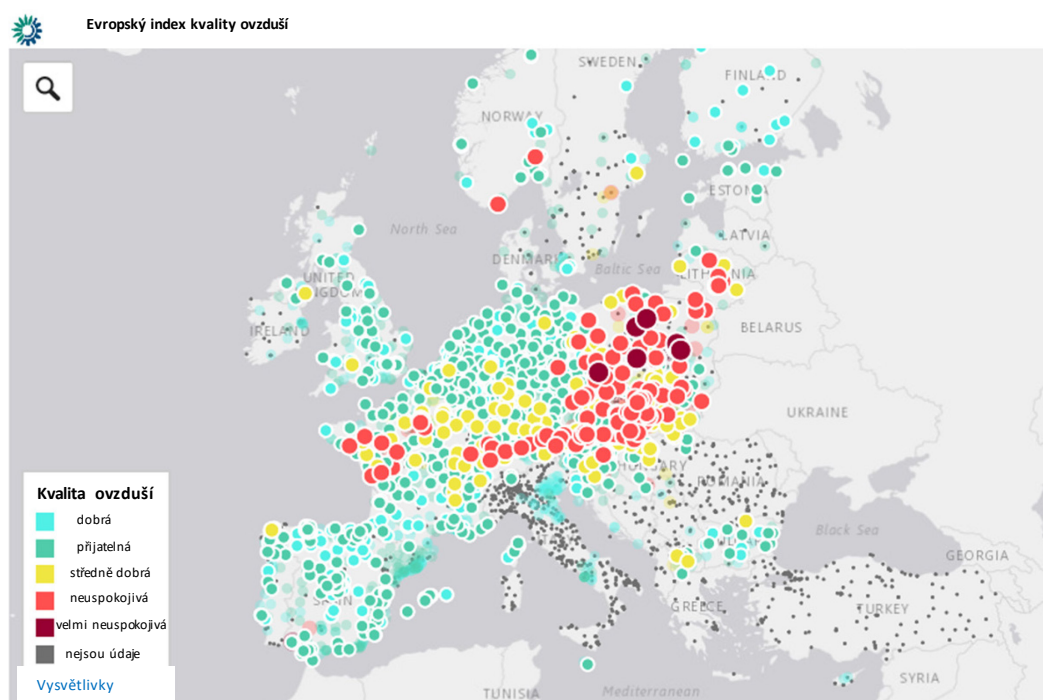 Evropský index kvality ovzduší
SWEDEN
FINLAND
NORWAY
ESTONIA
North Sea
LATVIA
DENMARK
Baltic Sea
LITHUANIA
UNITED
KINGDOM
IRELAND
BELARUS
UKRAINE
HUNGARY
ROMANIA
Kvalita ovzduší
dobrá
přijatelná
středně dobrá
neuspokojivá
velmi neuspokojivá
nejsou údaje
Vysvětlivky
Black Sea
GEORGIA
SPAIN
GREECE
TURKEY
SYRIA
TUNISIA
Mediterranean